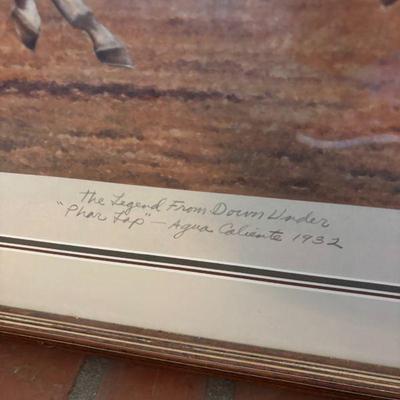 The Legend From Down Under
"Phar Lap" — Agua Caliente 1932